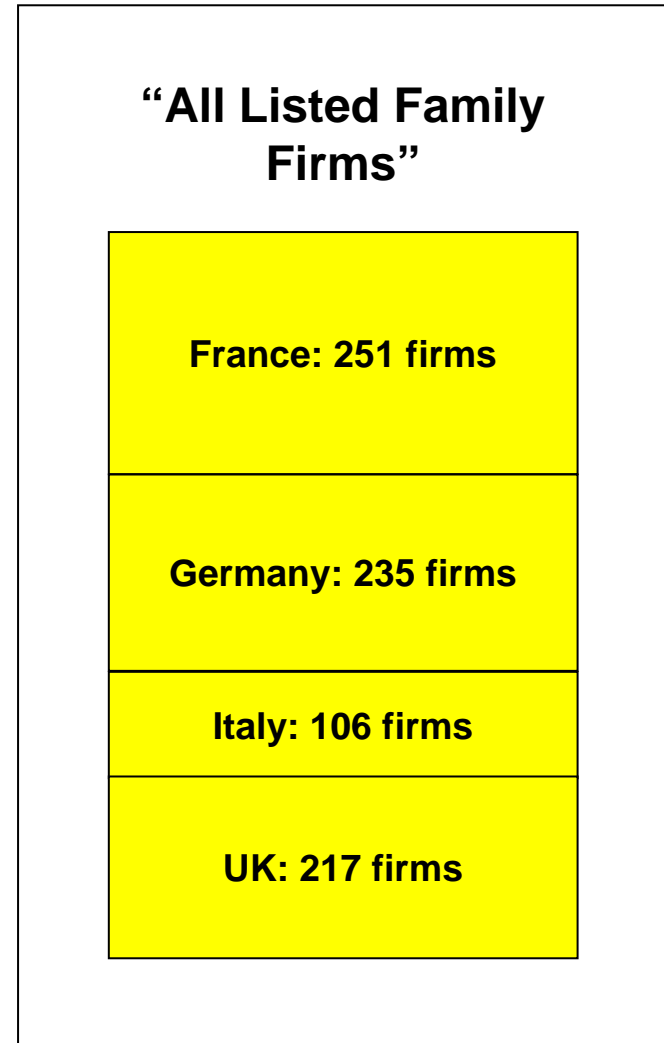 “All Listed Family
Firms”
France: 251 firms
Germany: 235 firms
Italy: 106 firms
UK: 217 firms